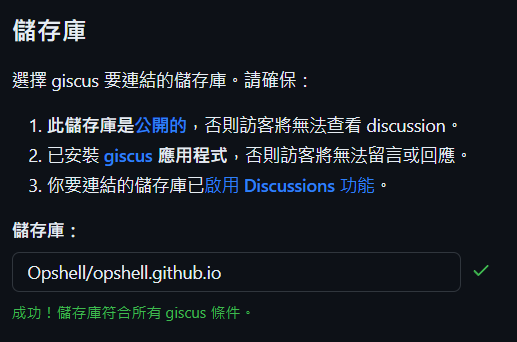 儲存庫
選擇 giscus 要連結的儲存庫。請確保：
1. 此儲存庫是公開的，否則訪客將無法查看 discussion。
2. 已安裝 giscus 應用程式，否則訪客將無法留言或回應。
3. 你要連結的儲存庫已啟用 Discussions 功能。
儲存庫：
Opshell/opshell.github.io
成功！儲存庫符合所有 giscus 條件。